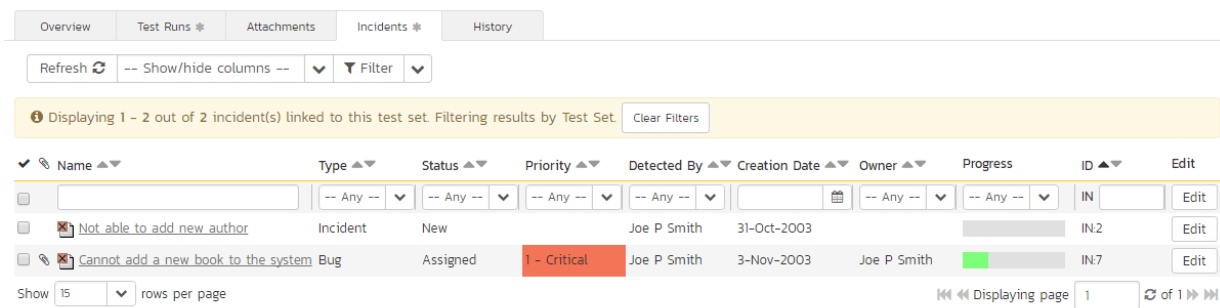 Overview Test Runs Attachments Incidents History
Refresh -- Show/hide columns -- Filter
Displaying 1 - 2 out of 2 incident(s) linked to this test set. Filtering results by Test Set. Clear Filters
Name Type Status Priority Detected By Creation Date Owner Progress ID Edit
-- Any -- -- Any -- -- Any -- -- Any -- -- Any -- -- Any -- IN Edit
Not able to add new author Incident New Joe P Smith 31-Oct-2003 IN:2 Edit
Cannot add a new book to the system Bug Assigned 1 - Critical Joe P Smith 3-Nov-2003 Joe P Smith IN:7 Edit
Show 15 rows per page Displaying page 1 of 1